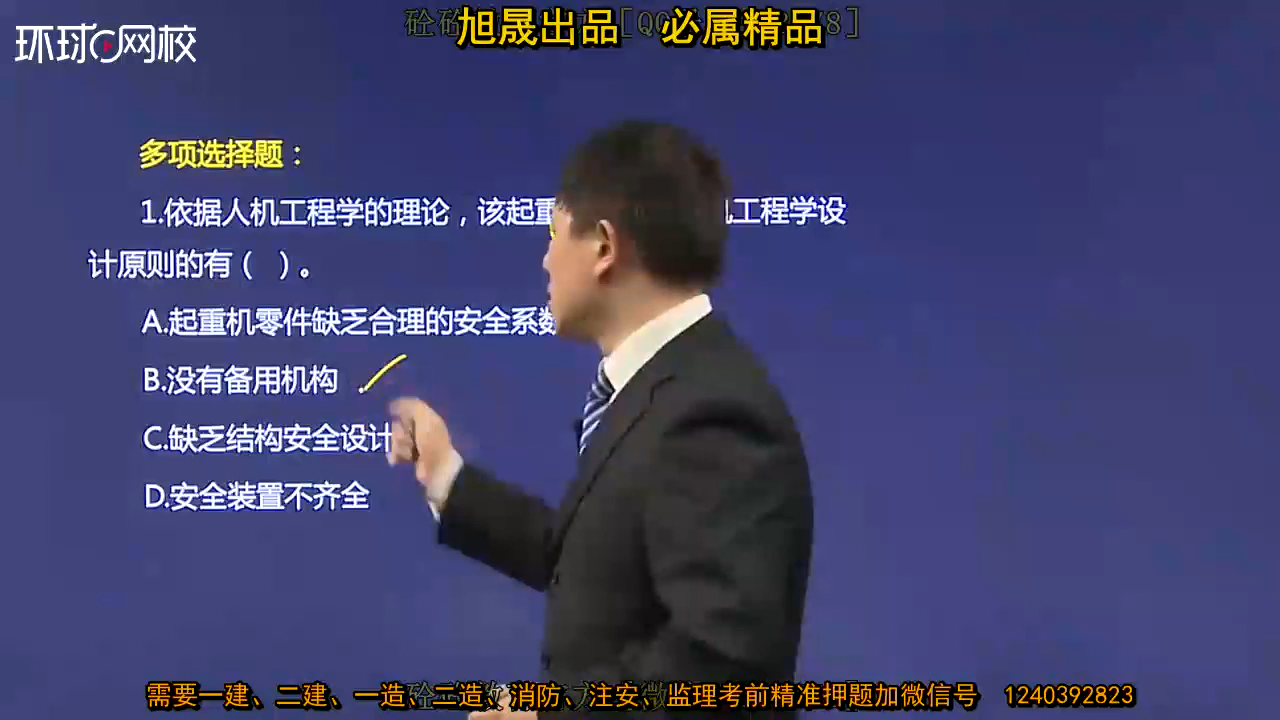 旭晟出品 必属精品
环球网校
多项选择题：
1.依据人机工程学的理论，该起重 工程学设
计原则的有（ ）。
A.起重机零件缺乏合理的安全系数
B.没有备用机构
C.缺乏结构安全设计
D.安全装置不齐全
需要一建、二建、一造、二造、消防、注安、监理考前精准押题加微信号 1240392823